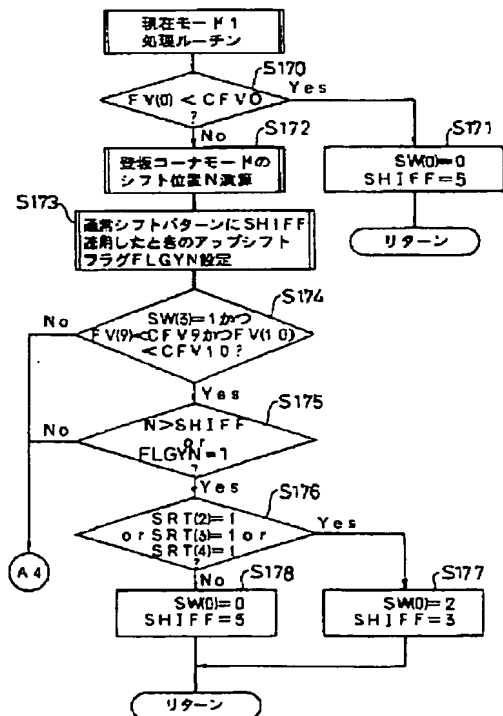 現在モード1
処理ルーチン
S170
FV(0)<CFV0
?
Yes
No
S172
S171
登板コーナモードの
シフト位置N演算
SW(0)=0
SHIFF=5
リターン
S173
通常シフトパターンにSHIFF
適用したときのアップシフト
フラグFLGYN設定
S174
No
SW(3)=1かつ
FV(9)<CFV9かつFV(10)
<CFV10?
Yes
S175
No
N>SHIFF
or
FLGYN=1
?
Yes
S176
SRT(2)=1
or SRT(3)=1 or
SRT(4)=1
?
Yes
No
A4
S178
S177
SW(0)=0
SHIFF=5
SW(0)=2
SHIFF=3
リターン